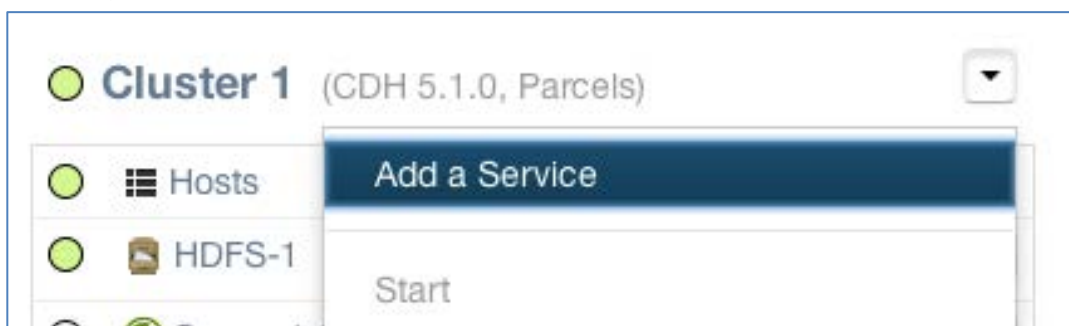 Cluster 1 (CDH 5.1.0, Parcels)
Hosts
Add a Service
HDFS-1
Start